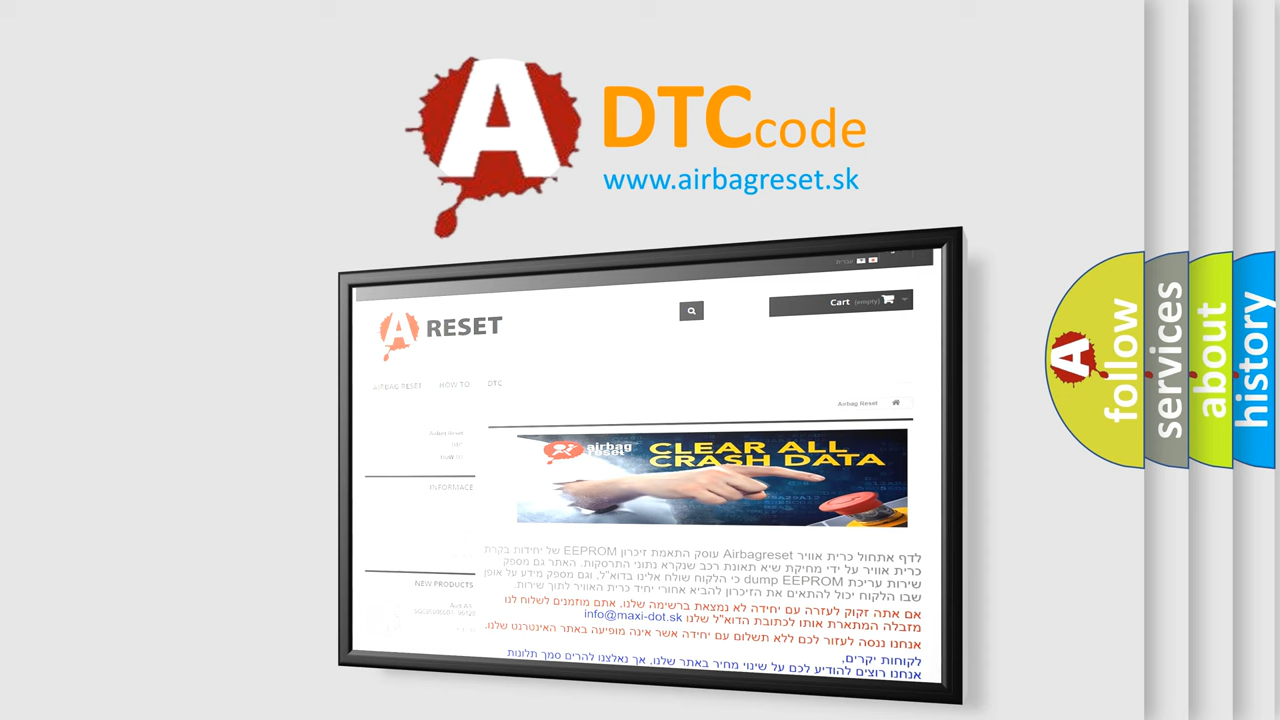 A
DTC code
www.airbagreset.sk
עברית
A RESET
Cart (empty)
AIRBAG RESET HOW TO DTC
Airbag Reset
Airbag Reset
HOW TO
INFORMACE
NEW PRODUCTS
airbag
reset
CLEAR ALL
CRASH DATA
לדף אתחול כרית אוויר Airbagreset עוסק התאמת זיכרון EEPROM של יחידות בקרת
כרית אוויר על ידי מחיקת שיא תאונת רכב שנקרא נתוני התרסקות. האתר גם מספק
שירות עריכת dump EEPROM כי הלקוח שולח אלינו בדוא"ל, וגם מספק מידע על אופן
שבו הלקוח יכול להתאים את הזיכרון להביא אחורי יחיד כרית האוויר לתוך שירות.
אם אתה זקוק לעזרה עם יחידה לא נמצאת ברשימה שלנו, אתם מוזמנים לשלוח לנו
מזבלה המתארת אותו לכתובת הדוא"ל שלנו info@maxi-dot.sk
אנחנו ננסה לעזור לכם ללא תשלום עם יחידה אשר אינה מופיעה באתר האינטרנט שלנו.
לקוחות יקרים,
אנחנו רוצים להודיע לכם על שינוי מחיר באתר שלנו, אך נאלצנו להרים סמך תלונות
A
follow
services
about
history